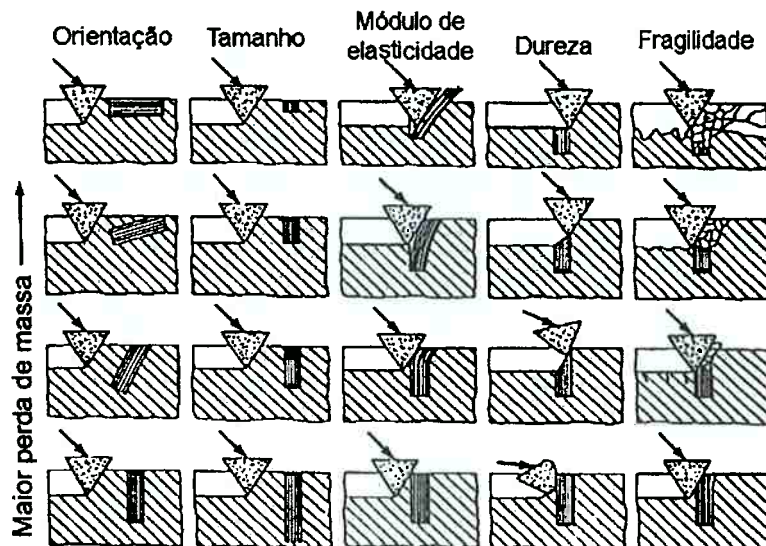 Orientação
Tamanho
Módulo de
elasticidade
Dureza
Fragilidade
Maior perda de massa